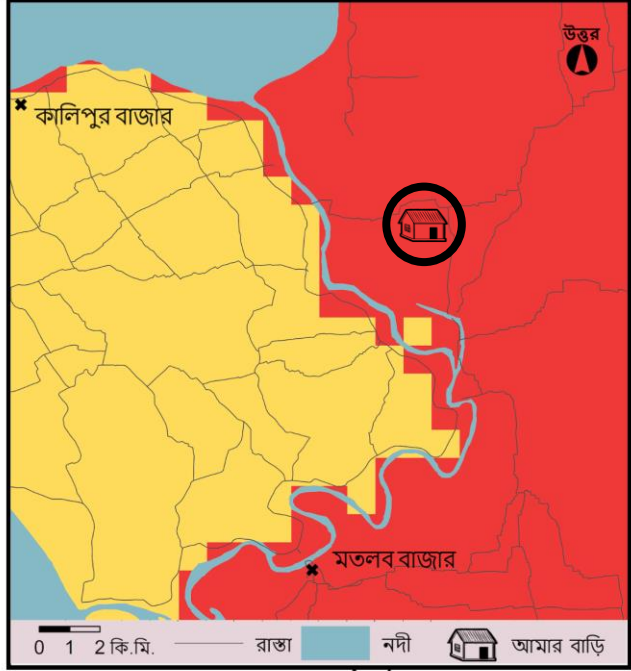 উত্তর
কালিপুর বাজার
মতলব বাজার
0 1 2 কি.মি. রাস্তা নদী আমার বাড়ি